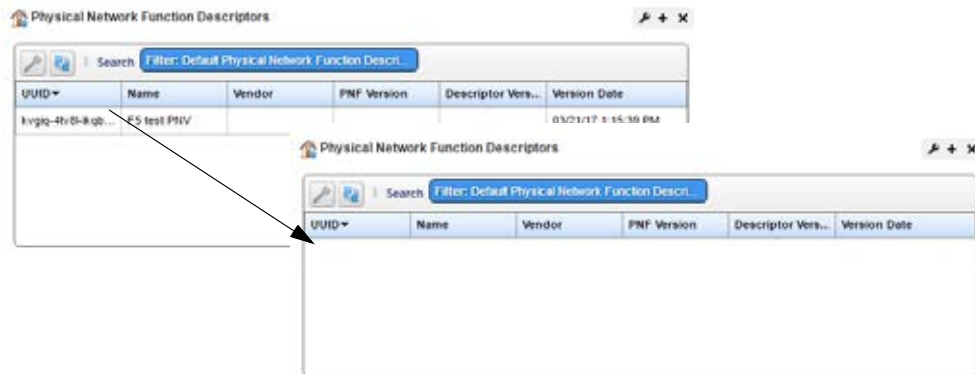 Physical Network Function Descriptors
Search Filter: Default Physical Network Function Descri...
UUID Name Vendor PNF Version Descriptor Vers... Version Date
F5 test PNV 03/21/17 1:15:39 PM
Physical Network Function Descriptors
Search Filter: Default Physical Network Function Descri...
UUID Name Vendor PNF Version Descriptor Vers... Version Date